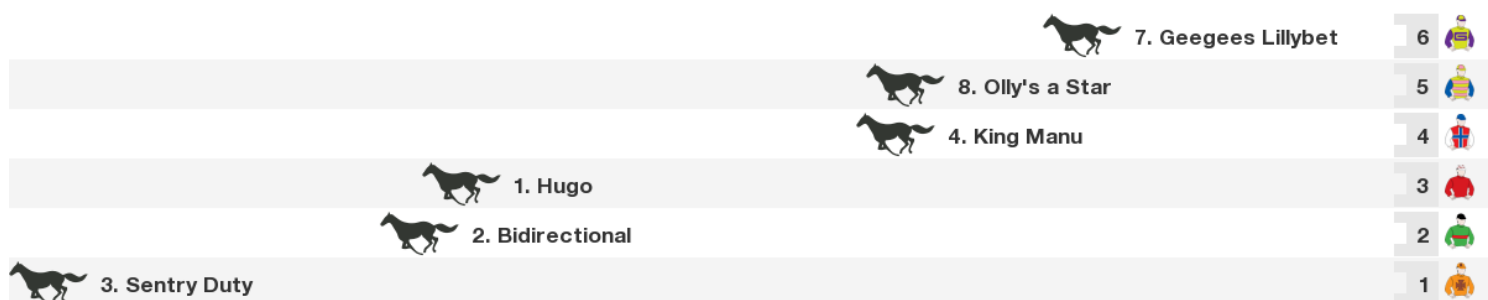 7. Geegees Lillybet 6
8. Olly's a Star 5
4. King Manu 4
1. Hugo 3
2. Bidirectional 2
3. Sentry Duty 1